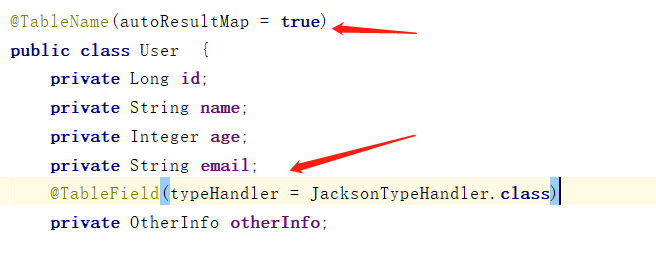 @TableName(autoResultMap = true)
public class User  {
    private Long id;
    private String name;
    private Integer age;
    private String email;
    @TableField(typeHandler = JacksonTypeHandler.class)
    private OtherInfo otherInfo;